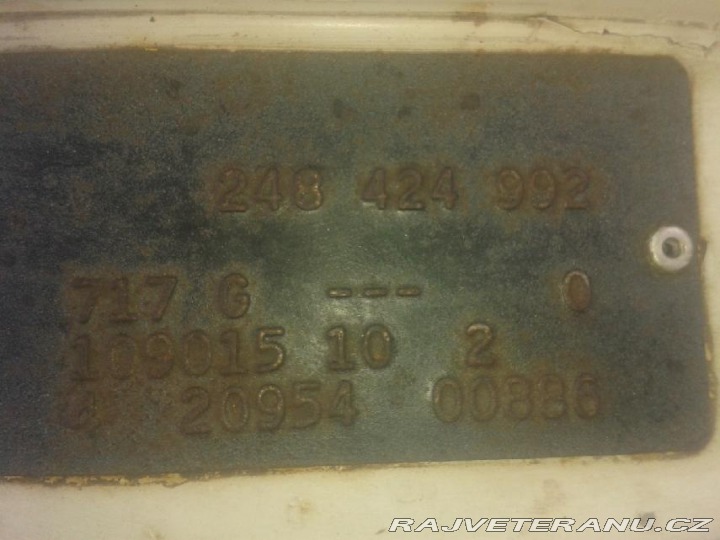 248 424 992
717 G --- 0
109015 10 2
20954 00886
RAJVETERANU.CZ